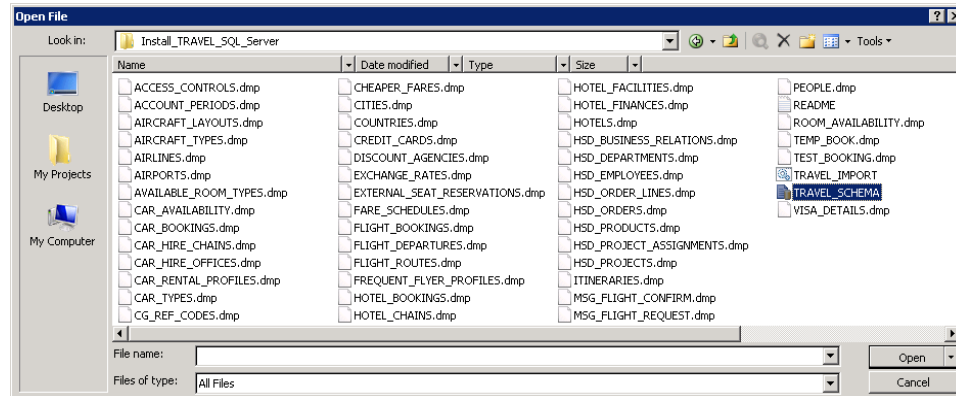 Open File
Look in:
Install_TRAVEL_SQL_Server
Tools
Name
Date modified
Type
Size
Desktop
My Projects
My Computer
ACCESS_CONTROLS.dmp
ACCOUNT_PERIODS.dmp
AIRCRAFT_LAYOUTS.dmp
AIRCRAFT_TYPES.dmp
AIRLINES.dmp
AIRPORTS.dmp
AVAILABLE_ROOM_TYPES.dmp
CAR_AVAILABILITY.dmp
CAR_BOOKINGS.dmp
CAR_HIRE_CHAINS.dmp
CAR_HIRE_OFFICES.dmp
CAR_RENTAL_PROFILES.dmp
CAR_TYPES.dmp
CG_REF_CODES.dmp
CHEAPER_FARES.dmp
CITIES.dmp
COUNTRIES.dmp
CREDIT_CARDS.dmp
DISCOUNT_AGENCIES.dmp
EXCHANGE_RATES.dmp
EXTERNAL_SEAT_RESERVATIONS.dmp
FARE_SCHEDULES.dmp
FLIGHT_BOOKINGS.dmp
FLIGHT_DEPARTURES.dmp
FLIGHT_ROUTES.dmp
FREQUENT_FLYER_PROFILES.dmp
HOTEL_BOOKINGS.dmp
HOTEL_CHAINS.dmp
HOTEL_FACILITIES.dmp
HOTEL_FINANCES.dmp
HOTELS.dmp
HSD_BUSINESS_RELATIONS.dmp
HSD_DEPARTMENTS.dmp
HSD_EMPLOYEES.dmp
HSD_ORDER_LINES.dmp
HSD_ORDERS.dmp
HSD_PRODUCTS.dmp
HSD_PROJECT_ASSIGNMENTS.dmp
HSD_PROJECTS.dmp
ITINERARIES.dmp
MSG_FLIGHT_CONFIRM.dmp
MSG_FLIGHT_REQUEST.dmp
PEOPLE.dmp
README
ROOM_AVAILABILITY.dmp
TEMP_BOOK.dmp
TEST_BOOKING.dmp
TRAVEL_IMPORT
TRAVEL_SCHEMA
VISA_DETAILS.dmp
File name:
Open
Files of type:
All Files
Cancel